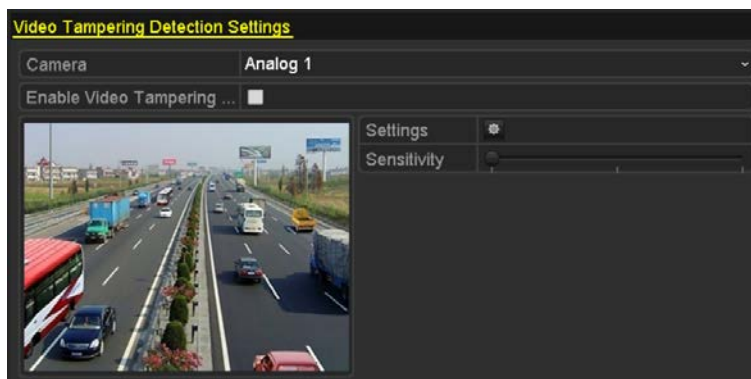 Video Tampering Detection Settings
Camera Analog 1
Enable Video Tampering ...
Settings
Sensitivity